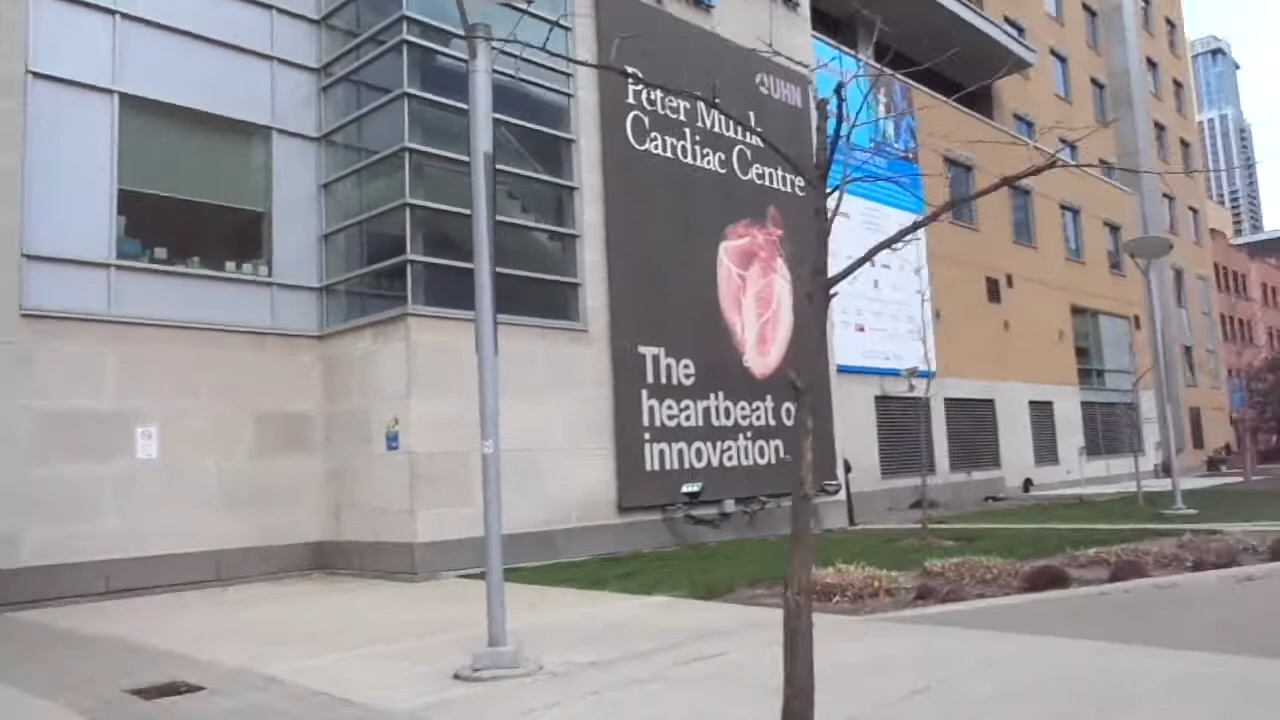 UHN
Peter Munk
Cardiac Centre
The
heartbeat of
innovation.